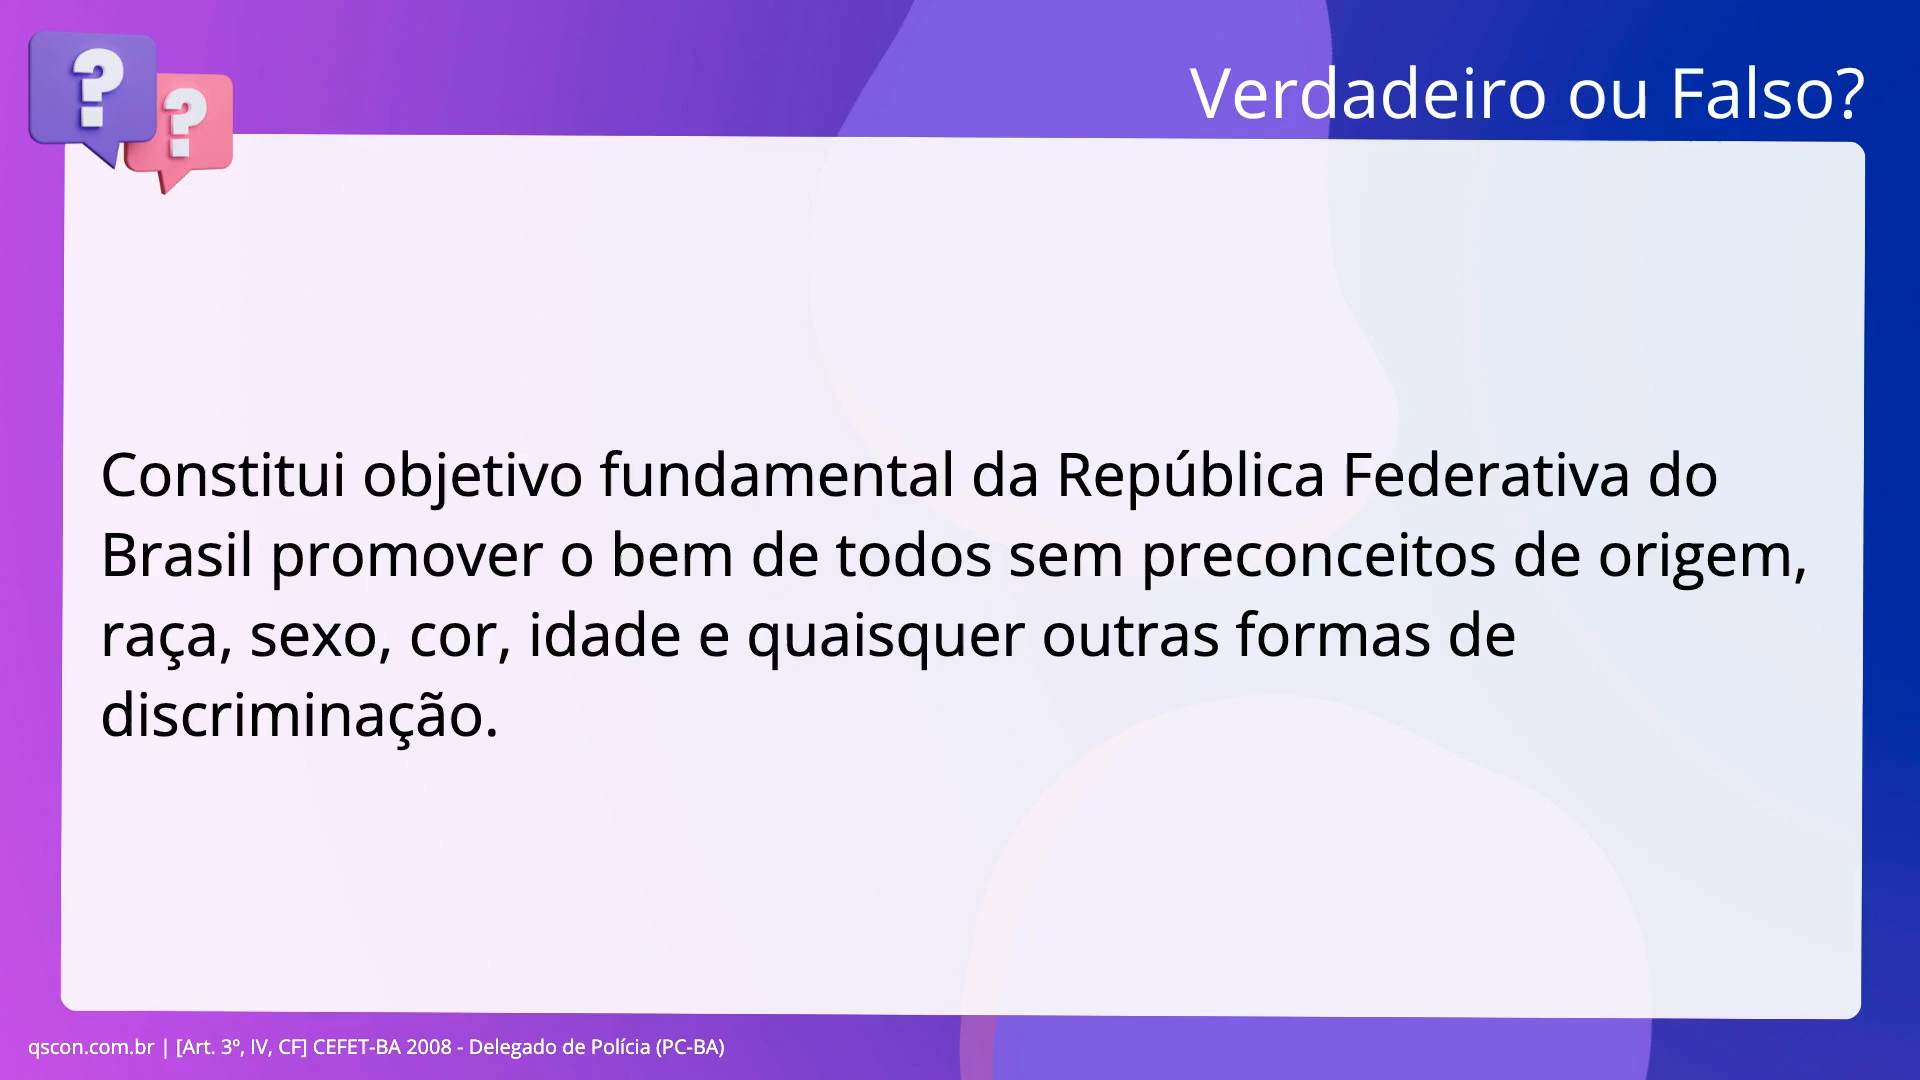 ?
?
Verdadeiro ou Falso?
Constitui objetivo fundamental da República Federativa do
Brasil promover o bem de todos sem preconceitos de origem,
raça, sexo, cor, idade e quaisquer outras formas de
discriminação.
qscon.com.br | [Art. 3º, IV, CF] CEFET-BA 2008 - Delegado de Polícia (PC-BA)